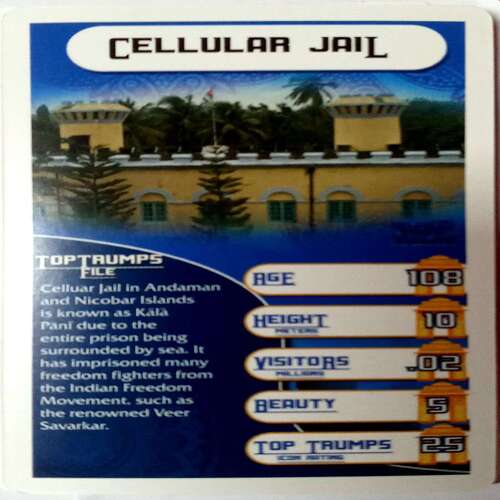 CELLULAR JAIL
TOP TRUMPS
FILE
Celluar Jail in Andaman
and Nicobar Islands
is known as Kālā
Pani due to the
entire prison being
surrounded by sea. It
has imprisoned many
freedom fighters from
the Indian Freedom
Movement, such as
the renowned Veer
Savarkar.
AGE 108
HEIGHT 10
METERS
VISITORS .02
MILLIONS
BEAUTY 5
TOP TRUMPS 25
ICON RATING